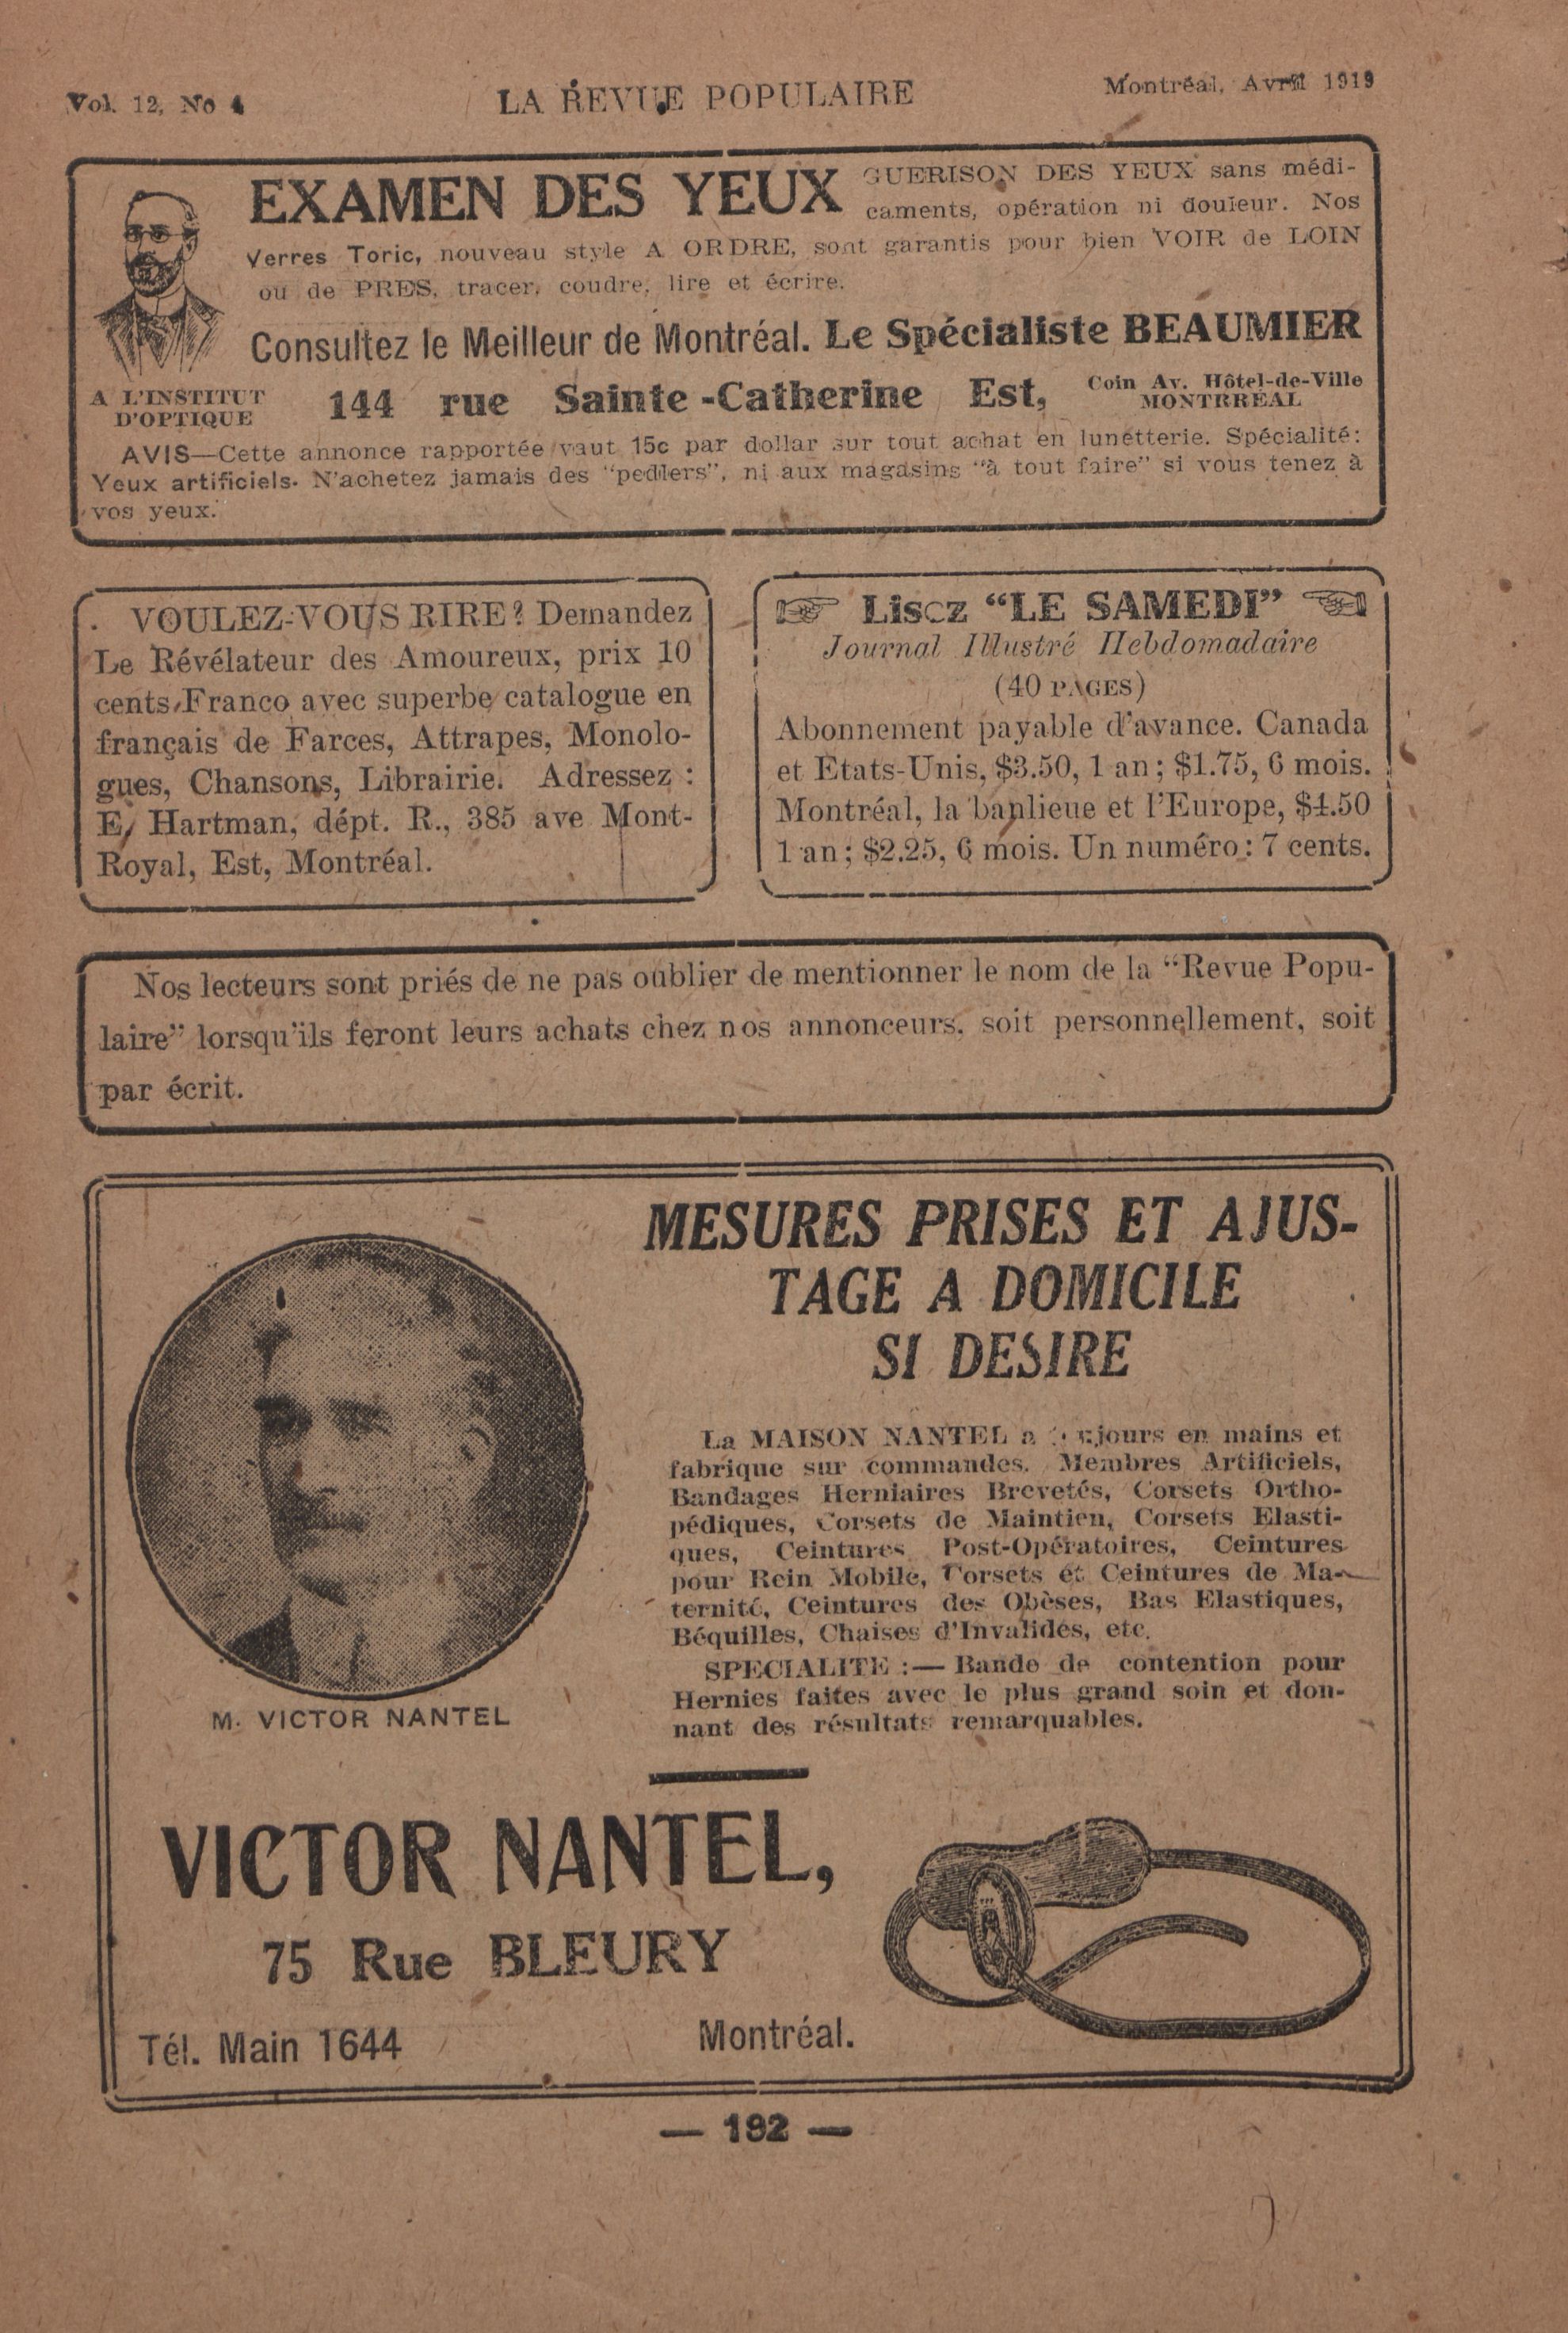 Vol. 12, No 4
LA REVUE POPULAIRE
Montréal, Avril 1919
EXAMEN DES YEUX
GUERISON DES YEUX sans médi-
caments, opération ni douleur. Nos
Verres Toric, nouveau style A ORDRE, sont garantis pour bien VOIR de LOIN
ou de PRES, tracer, coudre, lire et écrire.
Consultez le Meilleur de Montréal. Le Spécialiste BEAUMIER
A L'INSTITUT
D'OPTIQUE
144 rue Sainte-Catherine Est,
Coin Av. Hôtel-de-Ville
MONTRREAL
AVIS—Cette annonce rapportée vaut 15c par dollar sur tout achat en lunetterie. Spécialité:
Yeux artificiels. N'achetez jamais des "pedlers", ni aux magasins "à tout faire" si vous tenez à
vos yeux.
VOULEZ-VOUS RIRE? Demandez
Le Révélateur des Amoureux, prix 10
cents Franco avec superbe catalogue en
français de Farces, Attrapes, Monolo-
gues, Chansons, Librairie. Adressez :
E. Hartman, dépt. R., 385 ave Mont-
Royal, Est, Montréal.
Lisez "LE SAMEDI"
Journal Illustré Hebdomadaire
(40 PAGES)
Abonnement payable d'avance. Canada
et Etats-Unis, $3.50, 1 an; $1.75, 6 mois.
Montréal, la banlieue et l'Europe, $4.50
1 an; $2.25, 6 mois. Un numéro: 7 cents.
Nos lecteurs sont priés de ne pas oublier de mentionner le nom de la "Revue Popu-
laire" lorsqu'ils feront leurs achats chez nos annonceurs, soit personnellement, soit
par écrit.
MESURES PRISES ET AJUS-
TAGE A DOMICILE
SI DESIRE
La MAISON NANTEL a toujours en mains et
fabrique sur commandes. Membres Artificiels,
Bandages Herniaires Brevetés, Corsets Ortho-
pédiques, Corsets de Maintien, Corsets Elasti-
ques, Ceintures Post-Opératoires, Ceintures
pour Rein Mobile, Corsets et Ceintures de Ma-
ternité, Ceintures des Obèses, Bas Elastiques,
Béquilles, Chaises d'Invalides, etc.
SPECIALITE :— Bande de contention pour
Hernies faites avec le plus grand soin et don-
nant des résultats remarquables.
M. VICTOR NANTEL
VICTOR NANTEL,
75 Rue BLEURY
Tél. Main 1644
Montréal.
— 192 —